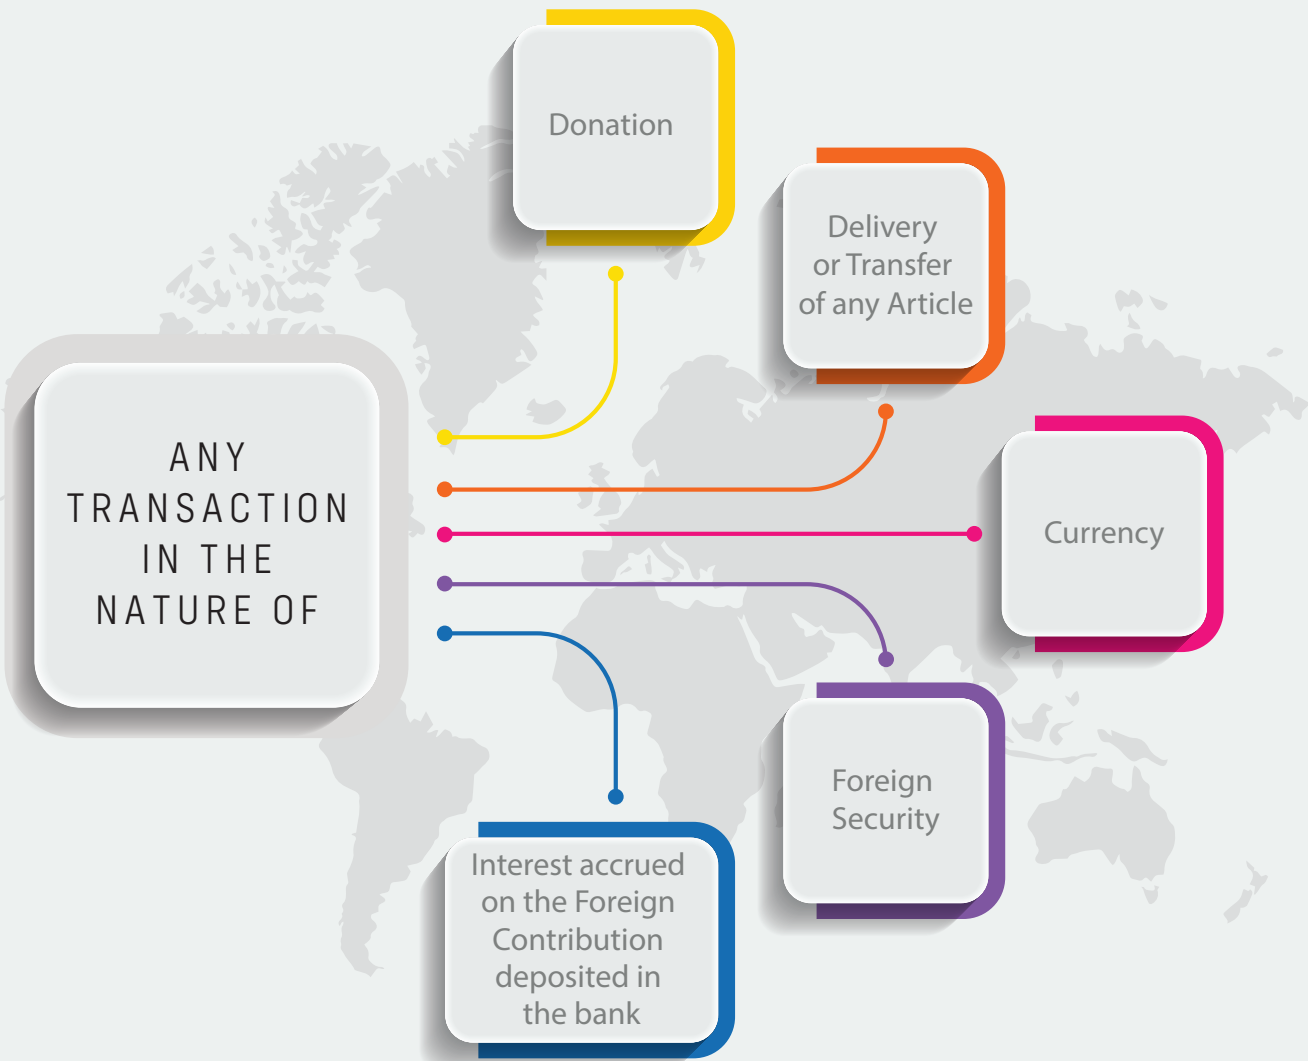 ANY
TRANSACTION
IN THE
NATURE OF
Donation
Delivery
or Transfer
of any Article
Currency
Foreign
Security
Interest accrued
on the Foreign
Contribution
deposited in
the bank